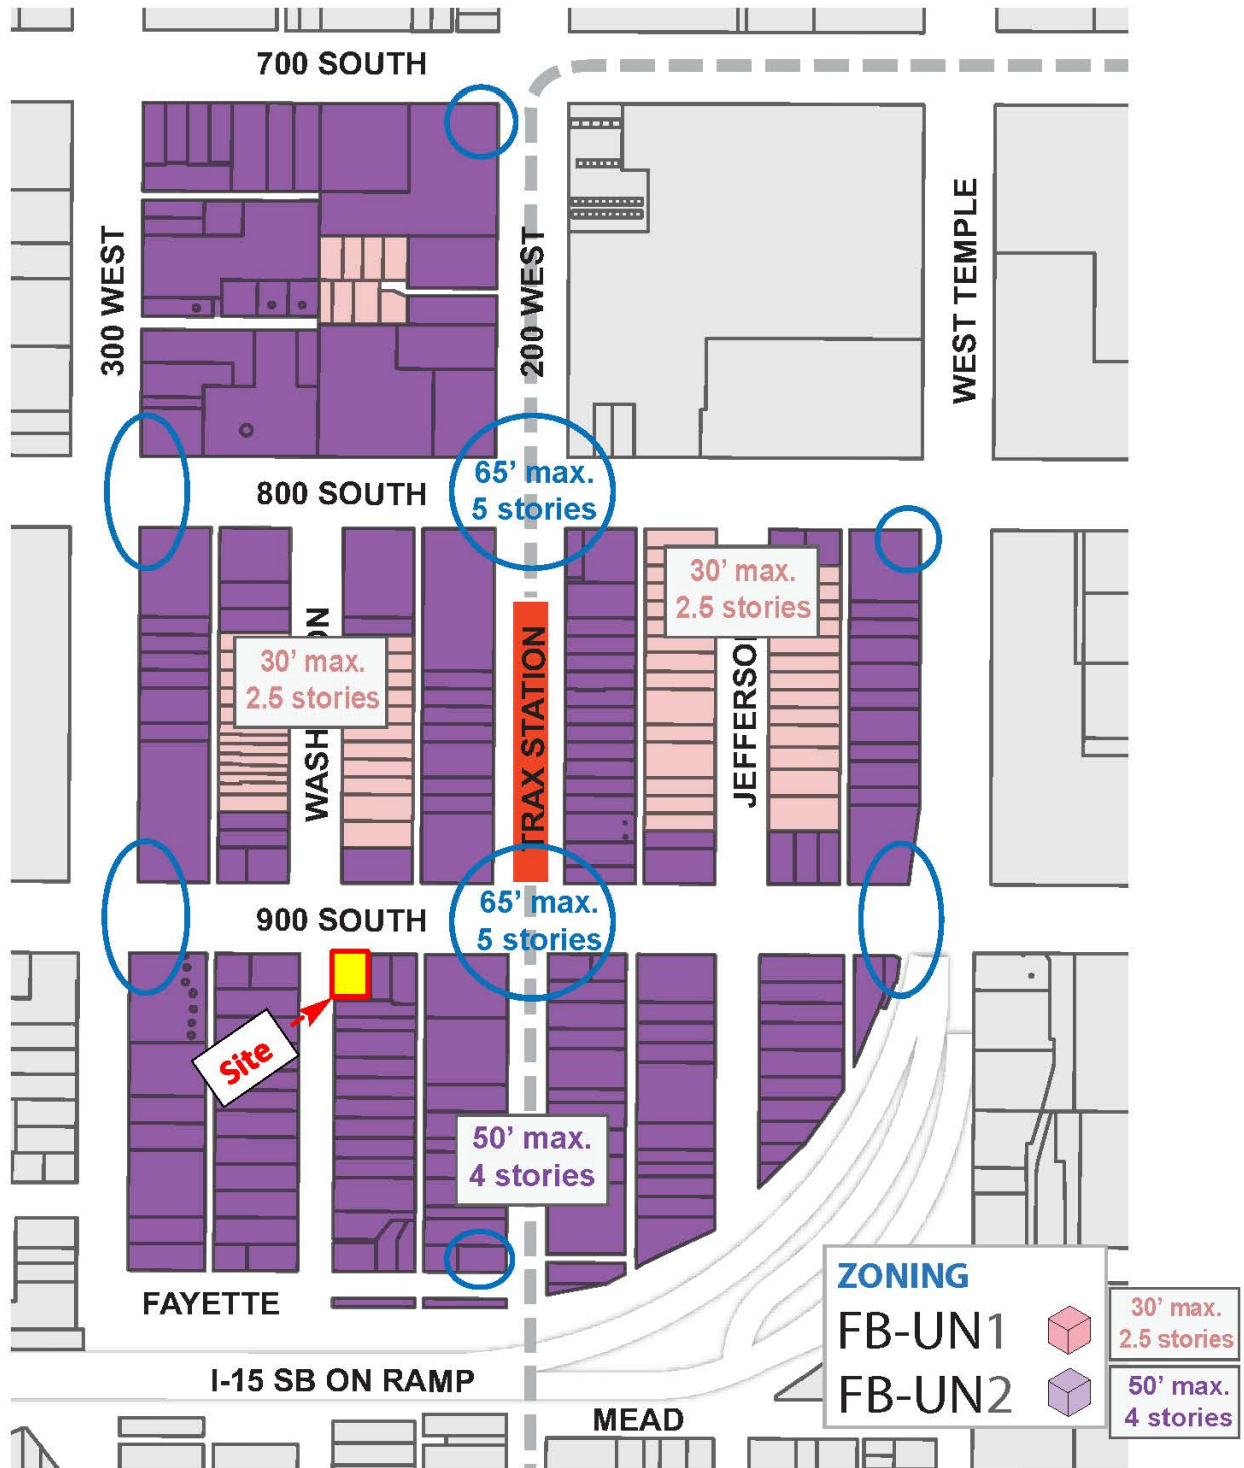 700 SOUTH
300 WEST
200 WEST
WEST TEMPLE
65’ max.
5 stories
800 SOUTH
30’ max.
2.5 stories
30’ max.
2.5 stories
TRAX STATION
900 SOUTH
65’ max.
5 stories
Site
50’ max.
4 stories
FAYETTE
I-15 SB ON RAMP
MEAD
ZONING
FB-UN1
30’ max.
2.5 stories
FB-UN2
50’ max.
4 stories